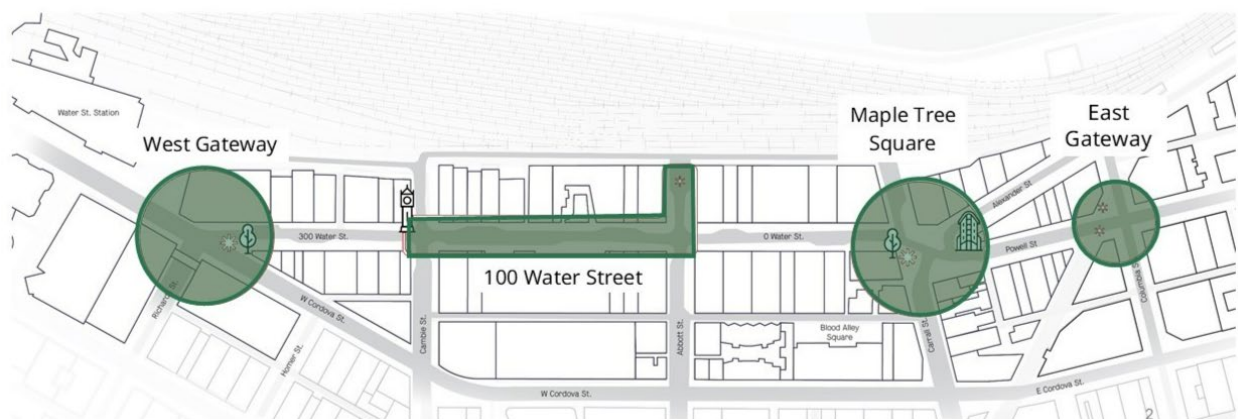 Maple Tree
Square
East
Gateway
Water St. Station
West Gateway
Alexander St.
300 Water St.
0 Water St.
Powell St.
100 Water Street
Columbia St.
Richards St.
W Cordova St.
Homer St.
Cambie St.
Abbott St.
Blood Alley
Square
Carrall St.
W Cordova St.
E Cordova St.
2